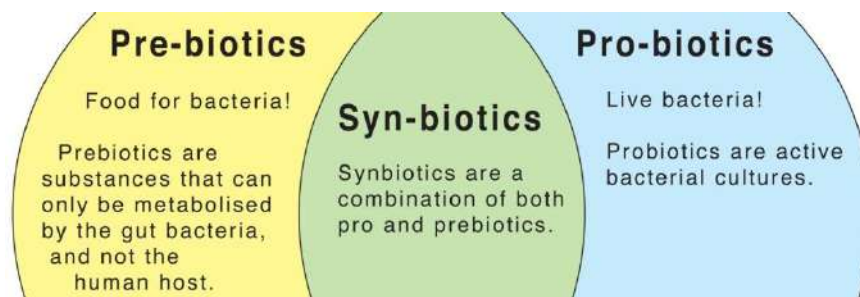 Pre-biotics
Food for bacteria!
Prebiotics are
substances that can
only be metabolised
by the gut bacteria,
and not the
human host.
Syn-biotics
Synbiotics are a
combination of both
pro and prebiotics.
Pro-biotics
Live bacteria!
Probiotics are active
bacterial cultures.